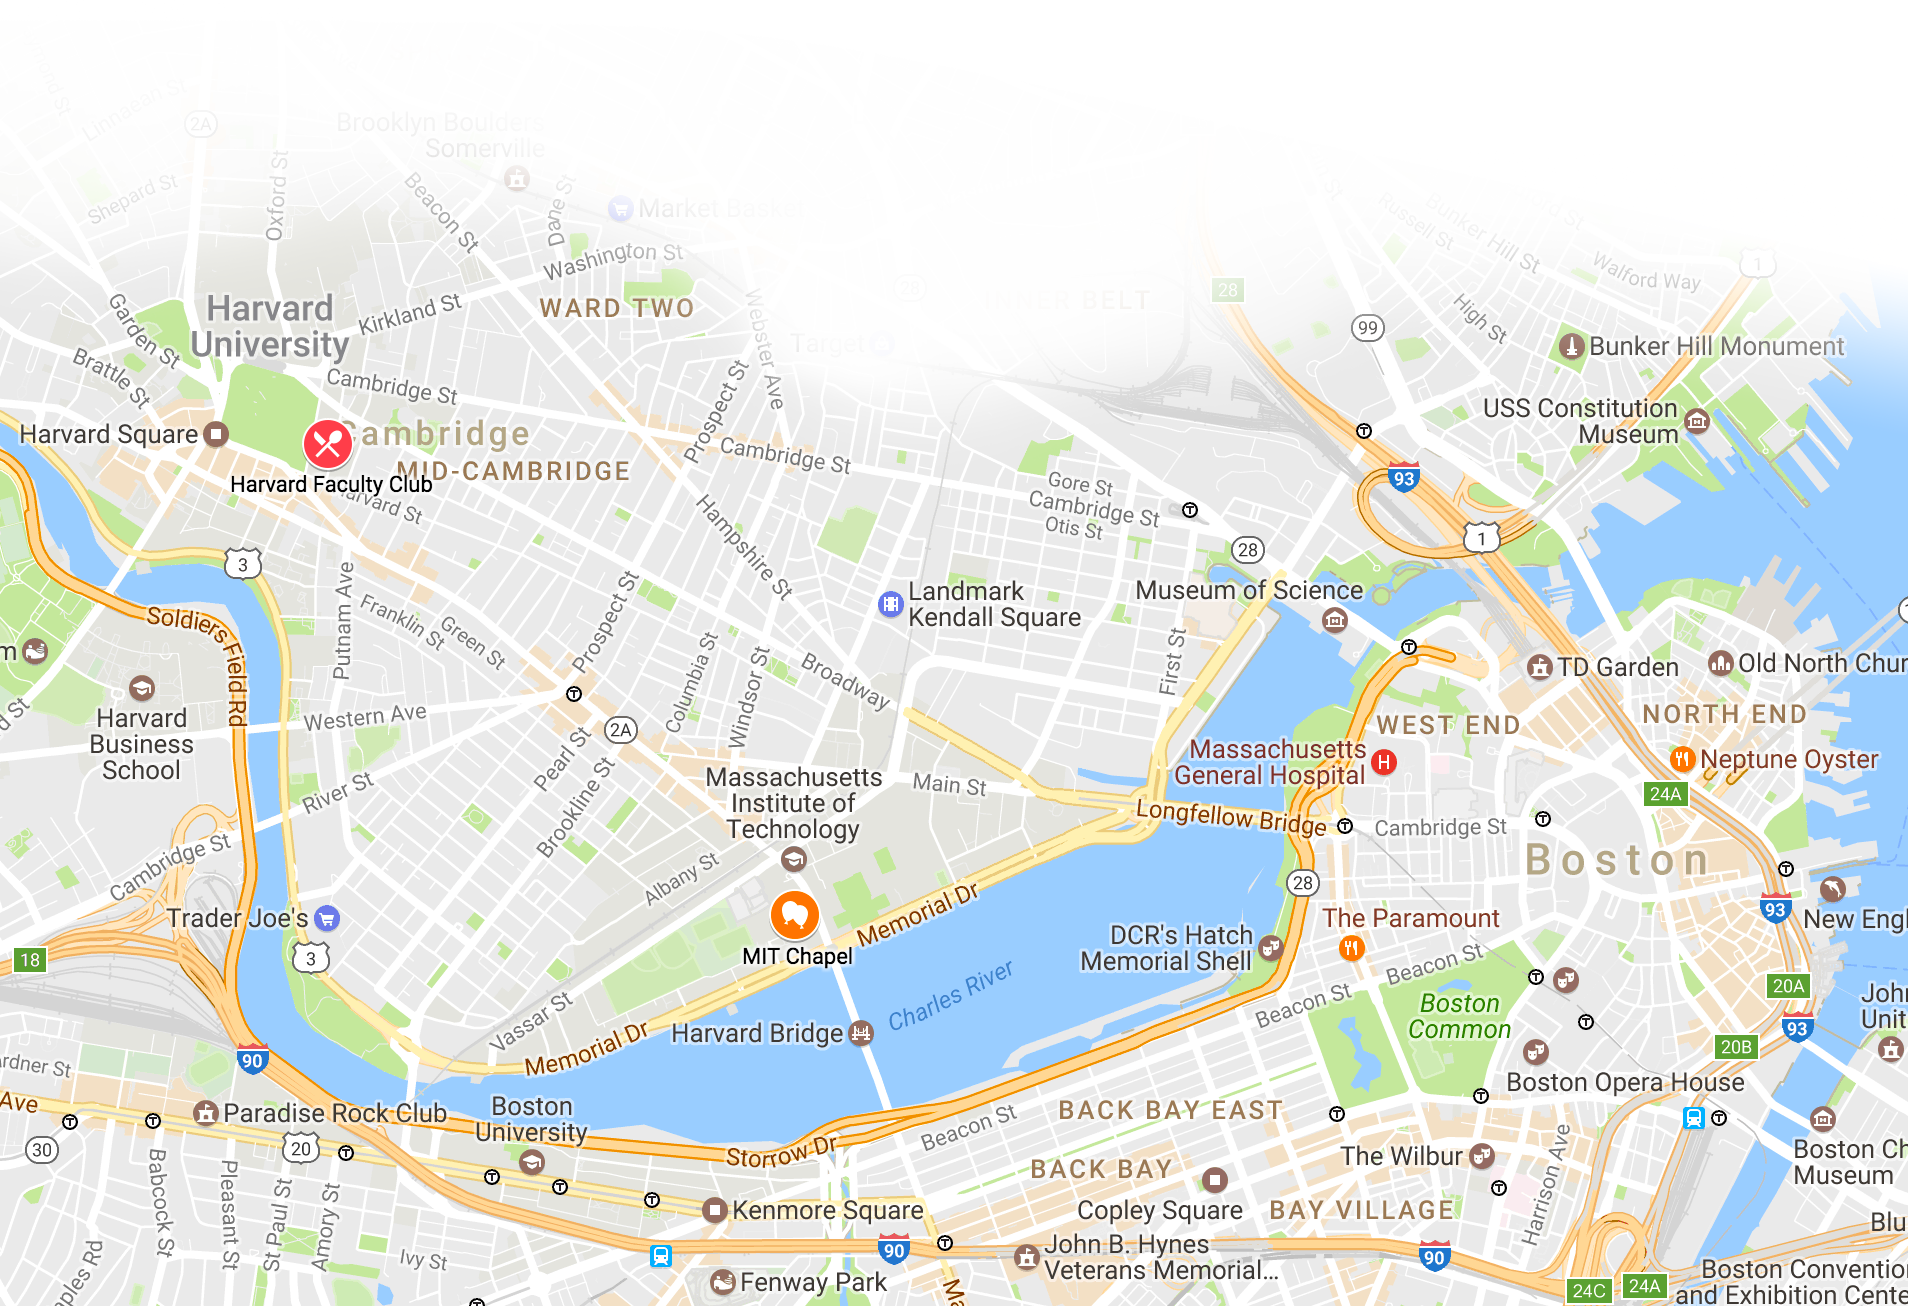 Linnaean St
2A
Brooklyn Boulders
Somerville
Shepard St
Oxford St
Beacon St
Dane St
Market Basket
Washington St
Russell St
Bunker Hill St
Walford Way
1
28
28
INNER BELT
WARD TWO
Harvard
University
Kirkland St
Garden St
Brattle St
Webster Ave
Target
99
High St
Bunker Hill Monument
Cambridge St
Prospect St
USS Constitution
Museum
Harvard Square
Cambridge
MID-CAMBRIDGE
Harvard Faculty Club
Harvard St
Cambridge St
Gore St
Cambridge St
Otis St
93
1
28
3
Hampshire St
Museum of Science
Landmark
Kendall Square
Putnam Ave
Franklin St
Green St
Prospect St
Soldiers Field Rd
Columbia St
Windsor St
Broadway
First St
TD Garden
Old North Chur
m
d St
Harvard
Business
School
Western Ave
2A
WEST END
NORTH END
Massachusetts
General Hospital
H
Neptune Oyster
24A
River St
Pearl St
Brookline St
Massachusetts
Institute of
Technology
Main St
Longfellow Bridge
Cambridge St
Boston
Cambridge St
Albany St
28
Trader Joe's
MIT Chapel
Memorial Dr
The Paramount
93
New Engl
18
3
DCR's Hatch
Memorial Shell
Beacon St
Beacon St
Boston
Common
20A
John
Unit
93
20B
Charles River
Harvard Bridge
Vassar St
Memorial Dr
90
rdner St
Ave
Paradise Rock Club
Boston
University
Boston Opera House
BACK BAY EAST
Beacon St
Storrow Dr
30
20
Babcock St
Pleasant St
St Paul St
Amory St
BACK BAY
The Wilbur
Harrison Ave
Boston Ch
Museum
Kenmore Square
Copley Square
BAY VILLAGE
Blu
Ivy St
90
John B. Hynes
Veterans Memorial...
90
ples Rd
Fenway Park
Ma
24C
24A
Boston Convention
and Exhibition Cente